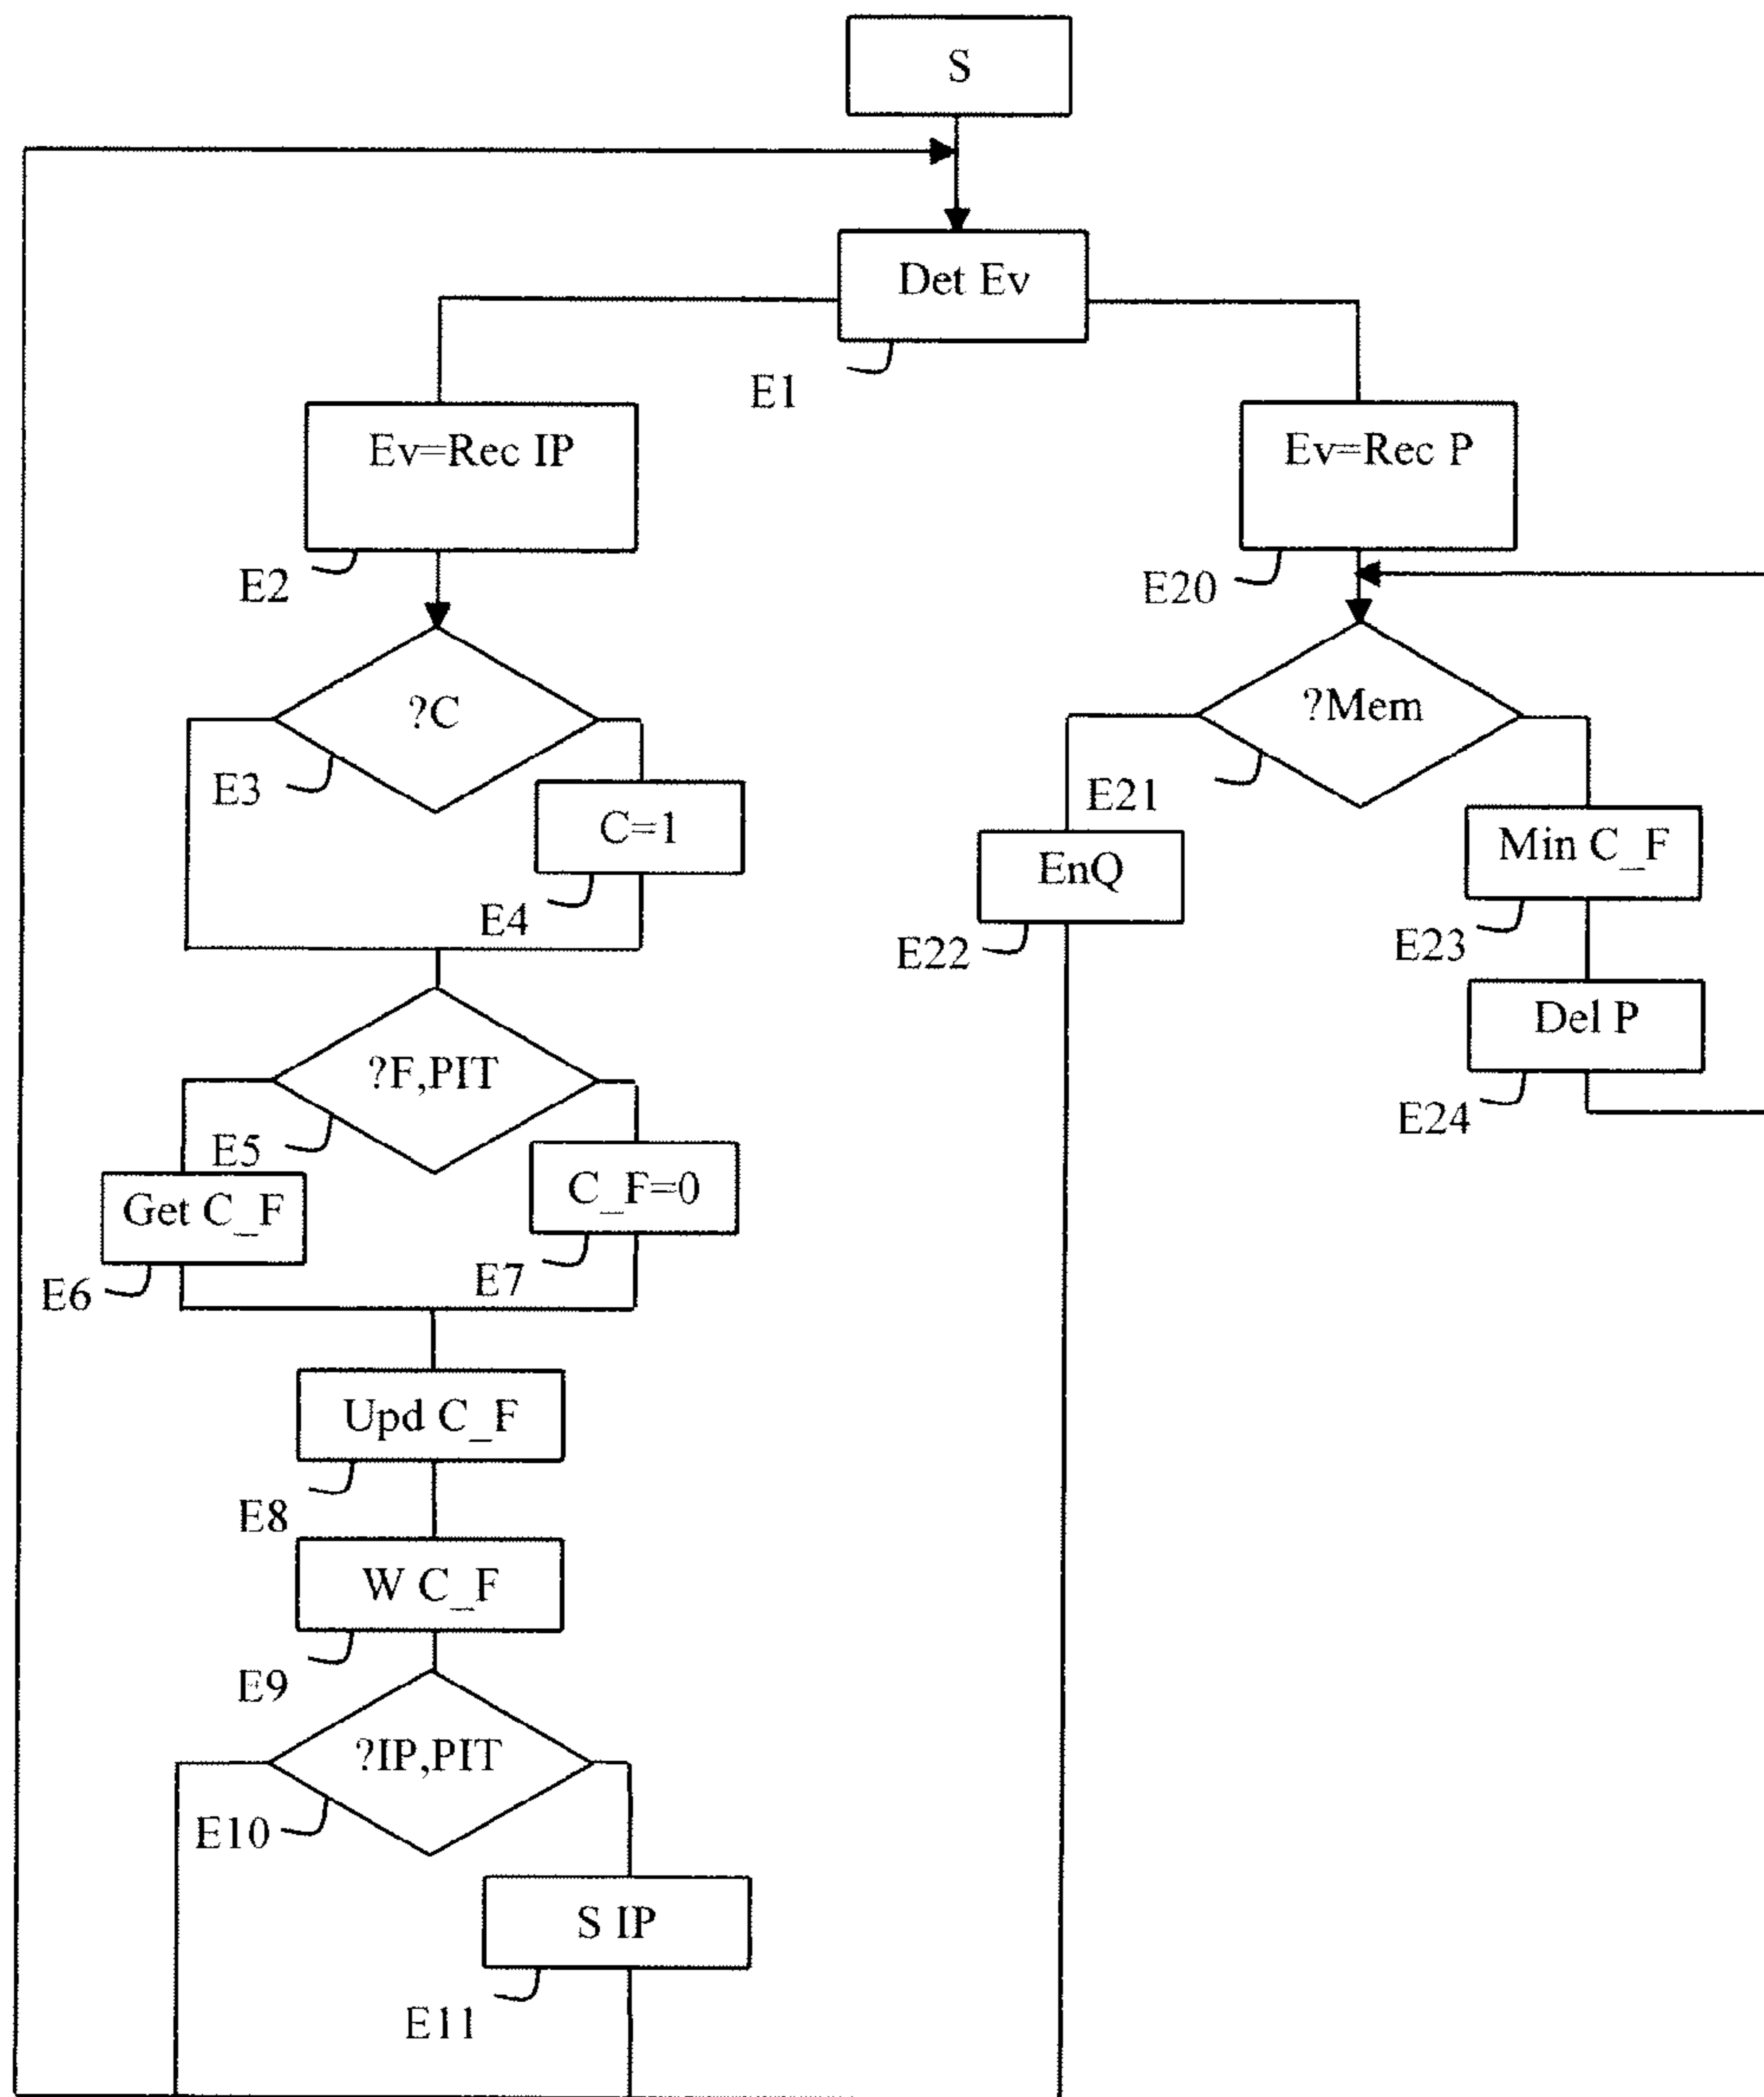 S
Det Ev
E1
Ev=Rec IP
E2
?C
E3
C=1
E4
?F,PIT
E5
Get C_F
E6
C_F=0
E7
Upd C_F
E8
W C_F
E9
?IP,PIT
E10
S IP
E11
Ev=Rec P
E20
?Mem
E21
EnQ
E22
Min C_F
E23
Del P
E24